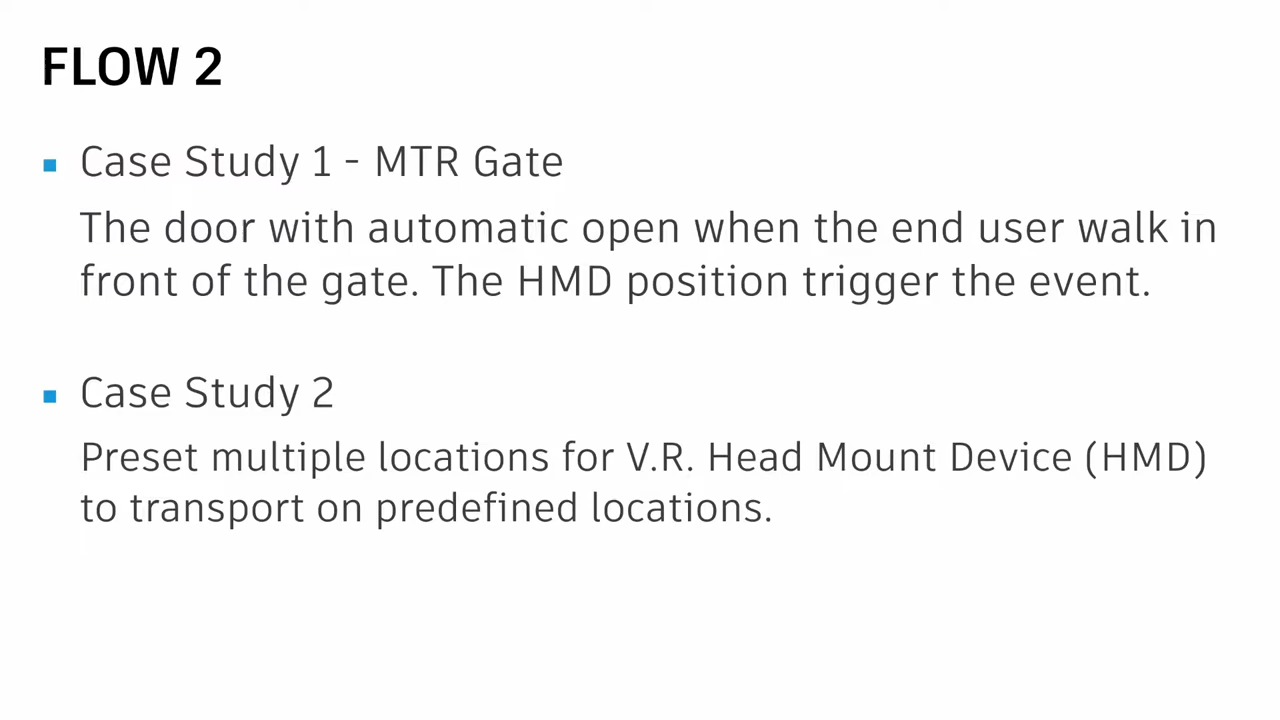 FLOW 2
Case Study 1 - MTR Gate
The door with automatic open when the end user walk in
front of the gate. The HMD position trigger the event.
Case Study 2
Preset multiple locations for V.R. Head Mount Device (HMD)
to transport on predefined locations.